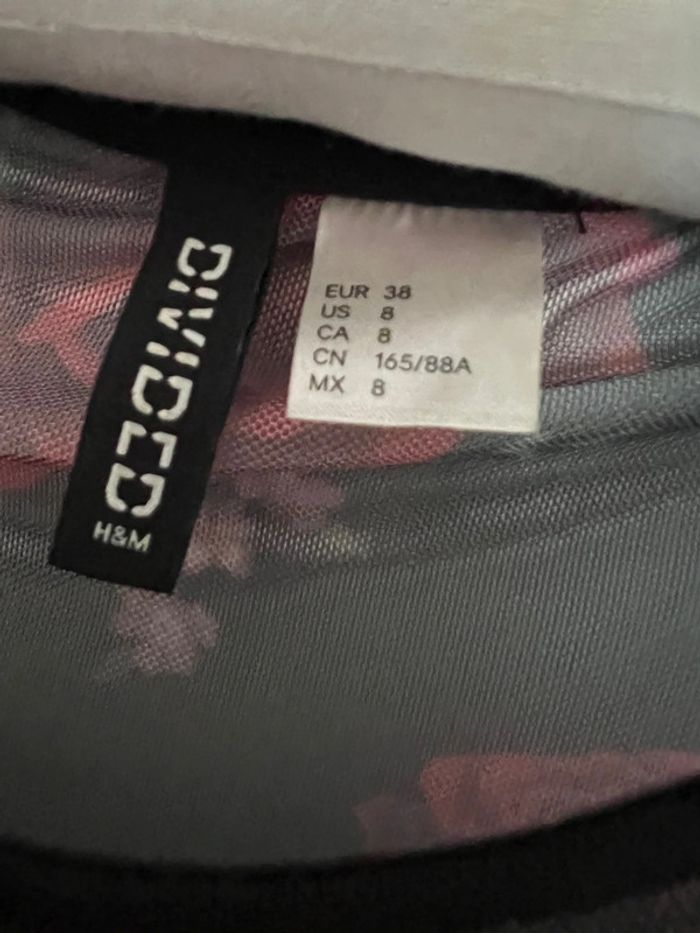 DIVIDED
H&M
EUR 38
US 8
CA 8
CN 165/88A
MX 8